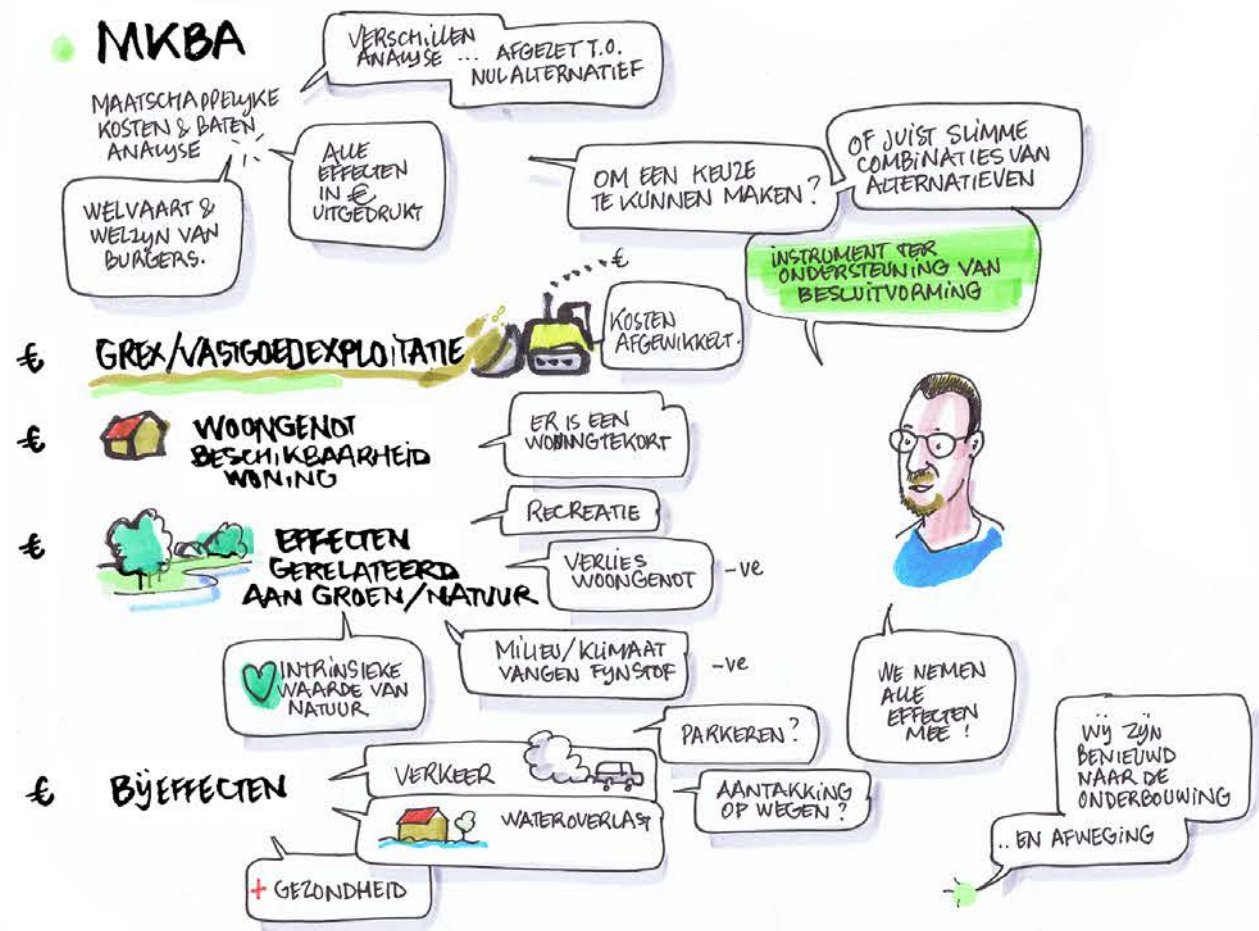 MKBA
MAATSCHAPPELIJKE
KOSTEN & BATEN
ANALYSE
VERSCHILLEN
ANALYSE ...
AFGEZET T.O.
NULALTERNATIEF
ALLE
EFFECTEN
IN €
UITGEDRUKT
WELVAART &
WELZIJN VAN
BURGERS.
OM EEN KEUZE
TE KUNNEN MAKEN?
OF JUIST SLIMME
COMBINATIES VAN
ALTERNATIEVEN
INSTRUMENT TER
ONDERSTEUNING VAN
BESLUITVORMING
€
€ GREX/VASTGOEDEXPLOITATIE
KOSTEN
AFGEWIKKELT.
€ WOONGENOT
BESCHIKBAARHEID
WONING
ER IS EEN
WONINGTEKORT
€ EFFECTEN
GERELATEERD
AAN GROEN/NATUUR
RECREATIE
VERLIES
WOONGENOT
-ve
MILIEU/KLIMAAT
VANGEN FIJNSTOF
-ve
INTRINSIEKE
WAARDE VAN
NATUUR
WE NEMEN
ALLE
EFFECTEN
MEE!
€ BIJEFFECTEN
VERKEER
PARKEREN?
AANTAKKING
OP WEGEN?
WATEROVERLAST
+ GEZONDHEID
WIJ ZIJN
BENIEUWD
NAAR DE
ONDERBOUWING
.. EN AFWEGING